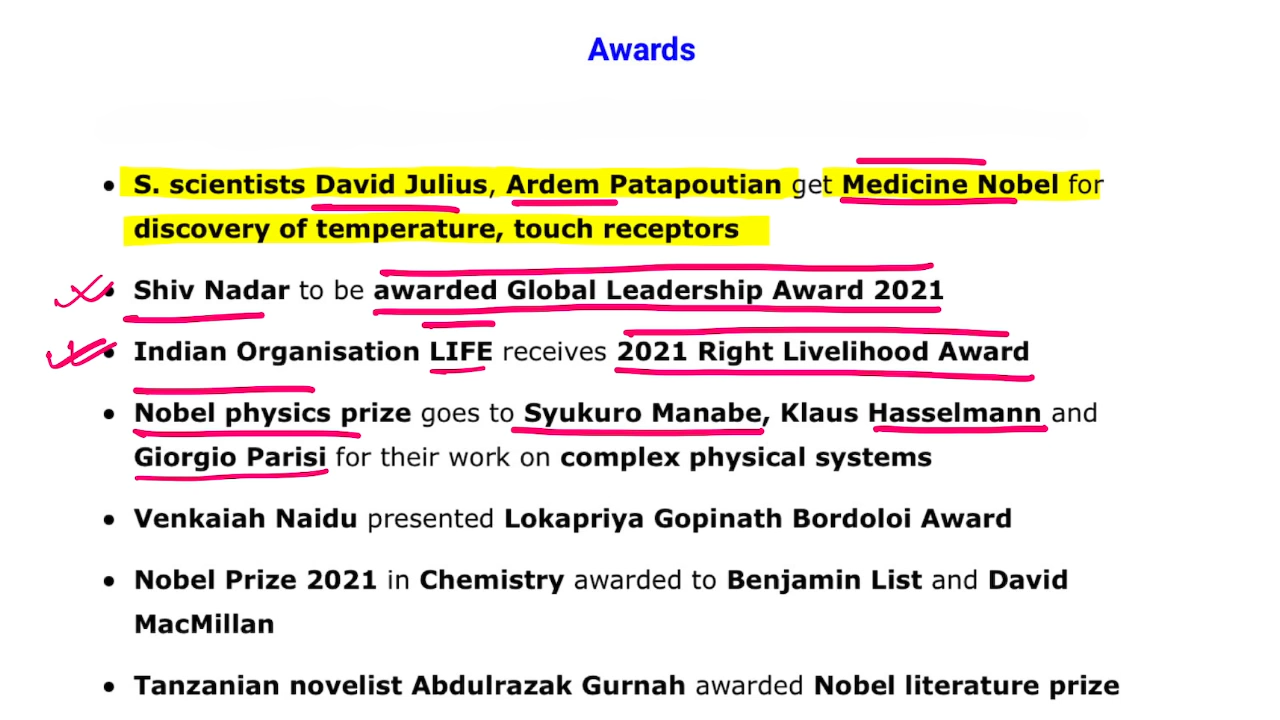 Awards
• S. scientists David Julius, Ardem Patapoutian get Medicine Nobel for
discovery of temperature, touch receptors
• Shiv Nadar to be awarded Global Leadership Award 2021
• Indian Organisation LIFE receives 2021 Right Livelihood Award
• Nobel physics prize goes to Syukuro Manabe, Klaus Hasselmann and
Giorgio Parisi for their work on complex physical systems
• Venkaiah Naidu presented Lokapriya Gopinath Bordoloi Award
• Nobel Prize 2021 in Chemistry awarded to Benjamin List and David
MacMillan
• Tanzanian novelist Abdulrazak Gurnah awarded Nobel literature prize